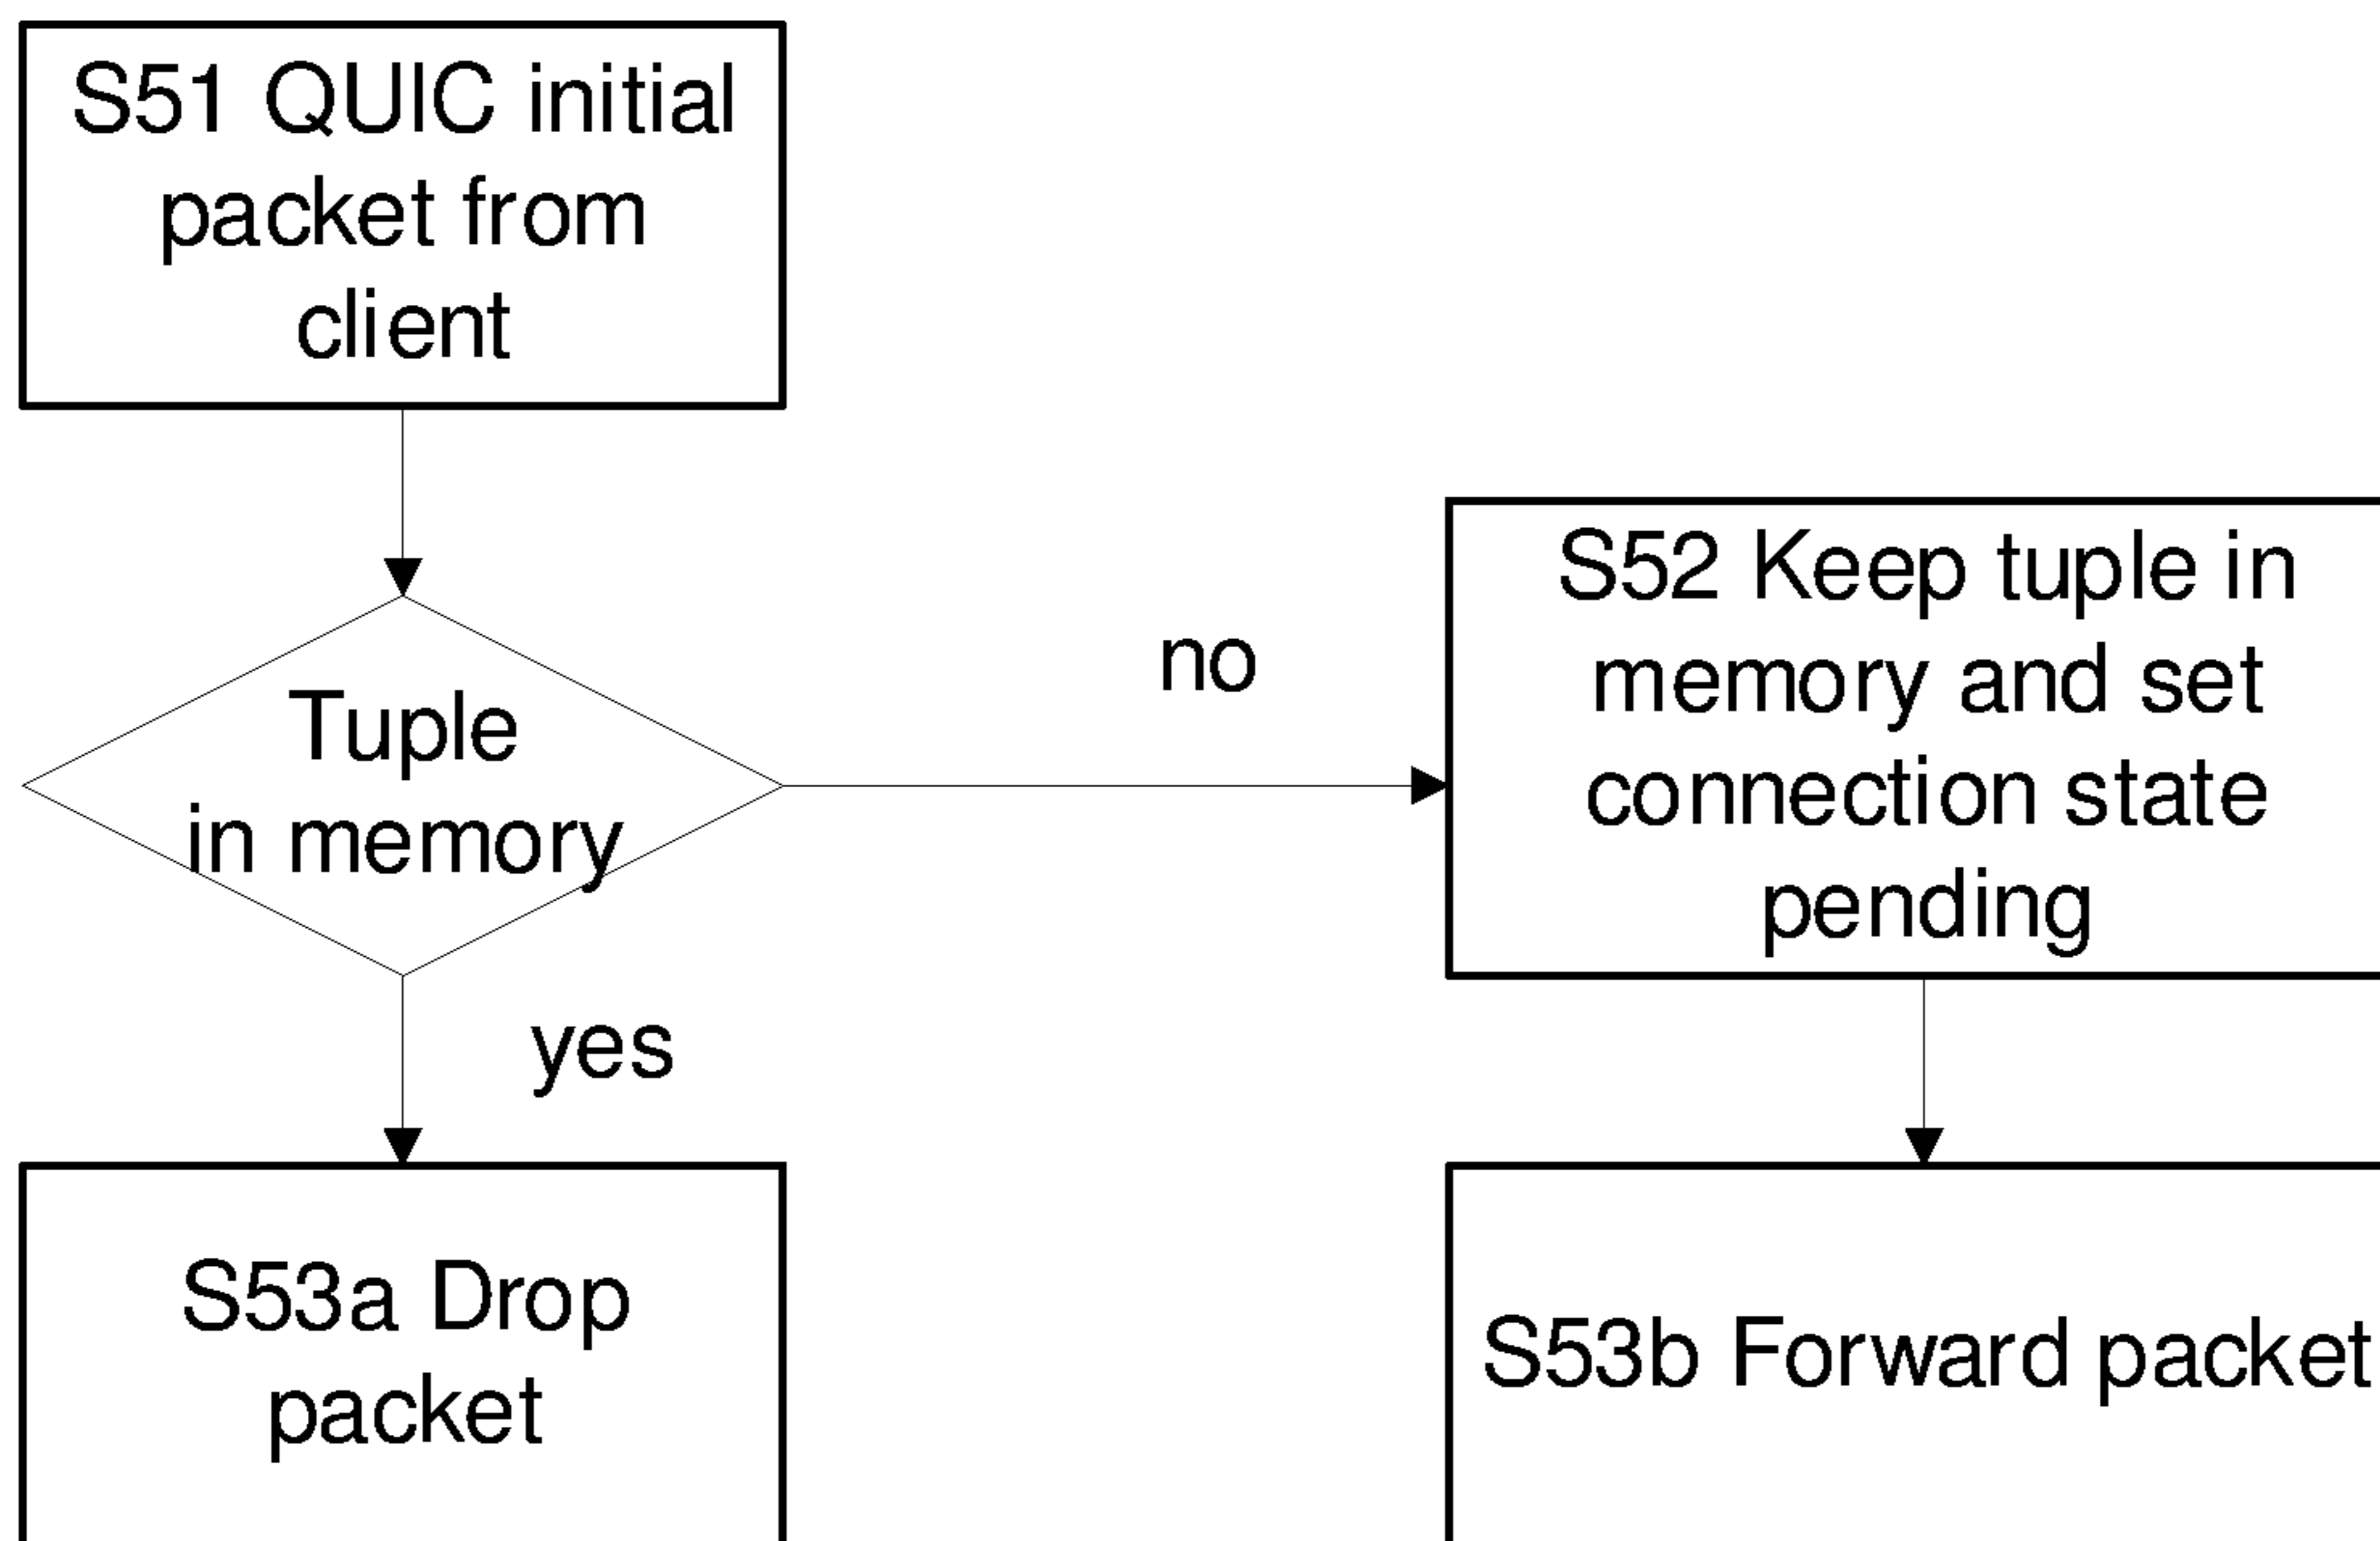 S51 QUIC initial
packet from
client
Tuple
in memory
no
S52 Keep tuple in
memory and set
connection state
pending
yes
S53a Drop
packet
S53b Forward packet